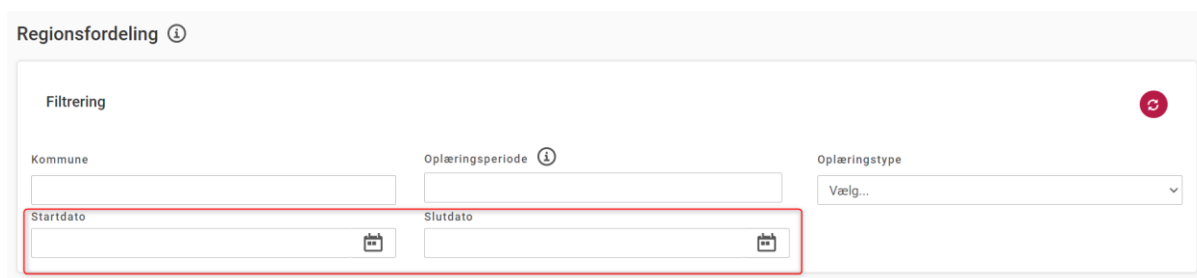 Regionsfordeling
Filtrering
Kommune
Oplæringsperiode
Oplæringstype
Vælg...
Startdato
Slutdato